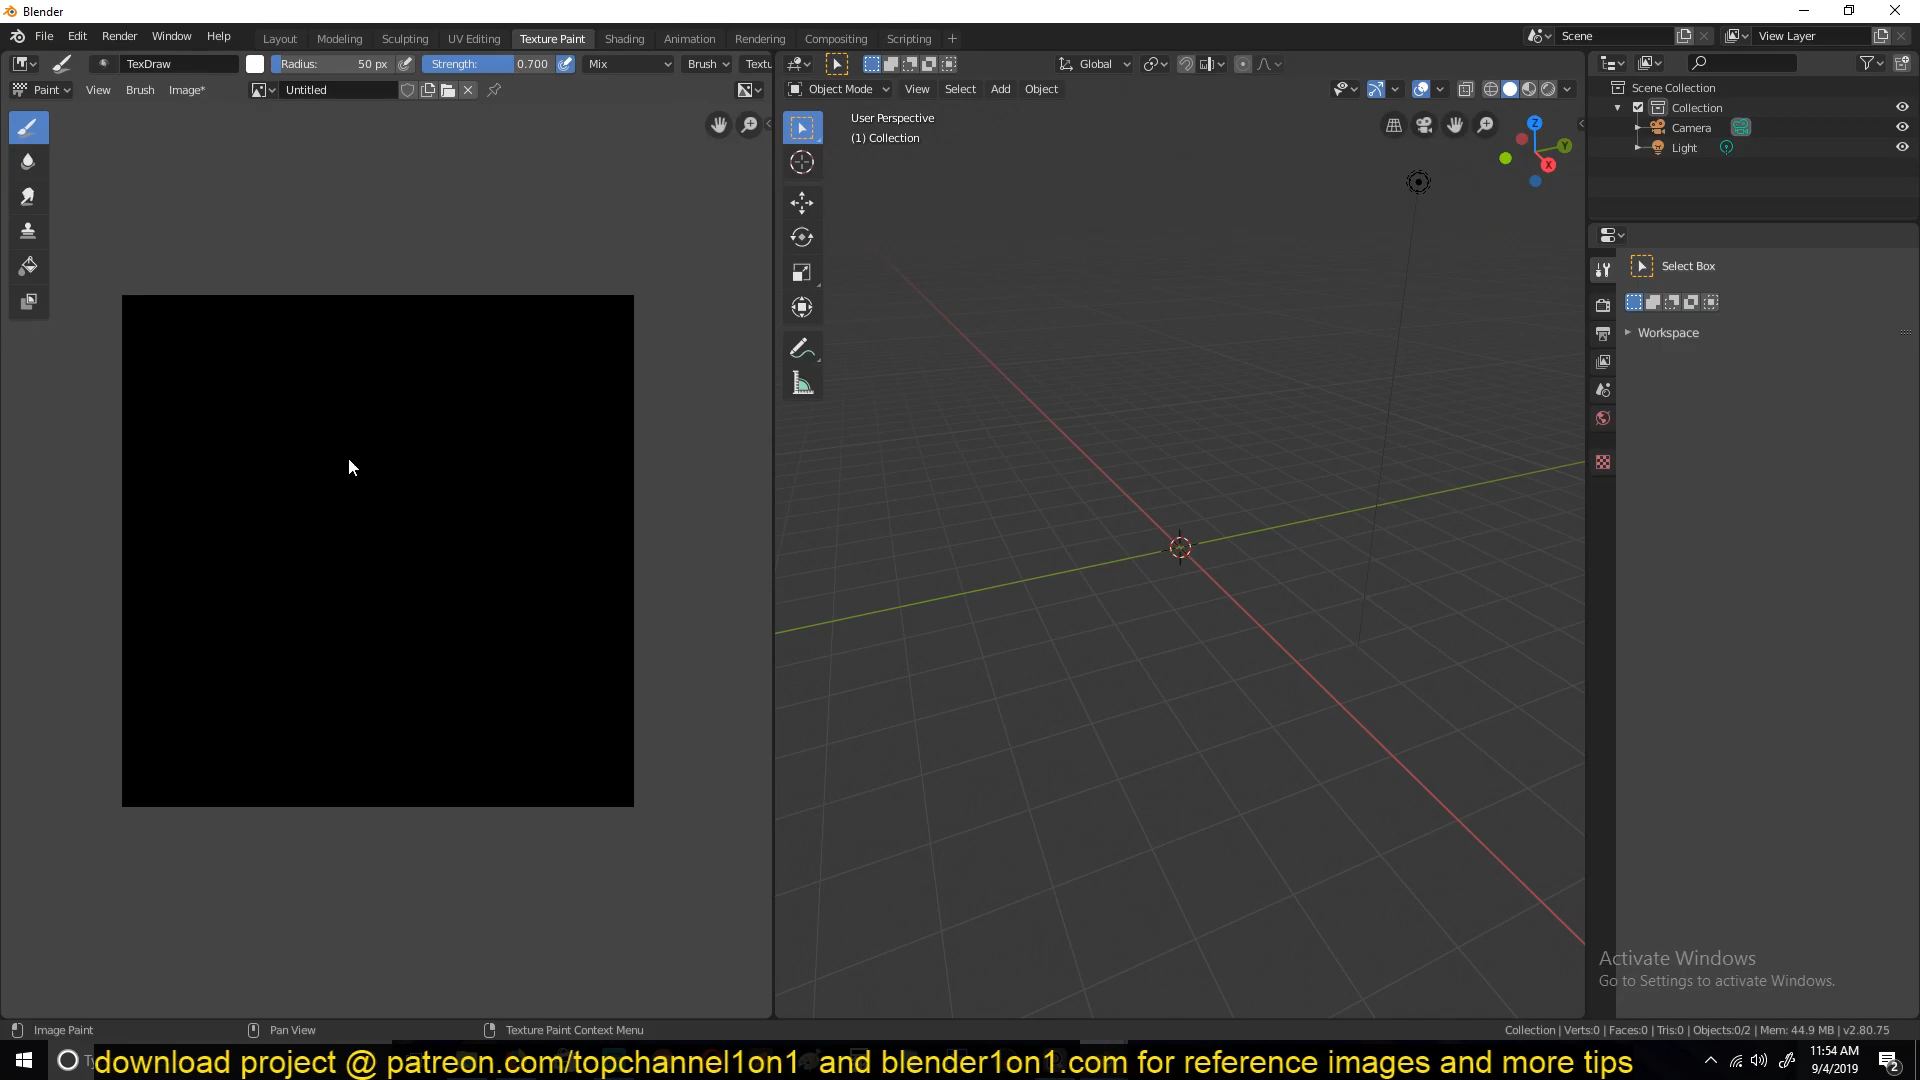 Blender
File Edit Render Window Help
Layout Modeling Sculpting UV Editing Texture Paint Shading Animation Rendering Compositing Scripting +
Scene
View Layer
TexDraw
Radius: 50 px
Strength: 0.700
Mix
Brush
Textu
Global
Paint View Brush Image*
Untitled
Object Mode View Select Add Object
User Perspective
(1) Collection
Z
Y
X
Scene Collection
Collection
Camera
Light
Select Box
Workspace
Activate Windows
Go to Settings to activate Windows.
Image Paint
Pan View
Texture Paint Context Menu
Collection | Verts:0 | Faces:0 | Tris:0 | Objects:0/2 | Mem: 44.9 MB | v2.80.75
download project @ patreon.com/topchannel1on1 and blender1on1.com for reference images and more tips
11:54 AM
9/4/2019
2